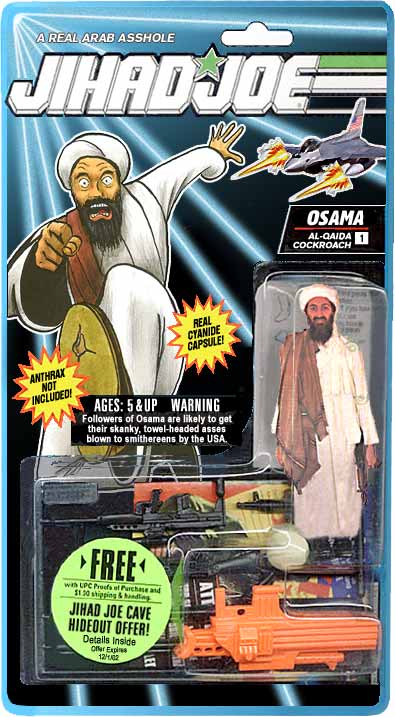 A REAL ARAB ASSHOLE
JIHAD JOE
OSAMA
AL-QAIDA
COCKROACH 1
REAL
CYANIDE
CAPSULE!
ANTHRAX
NOT
INCLUDED!
AGES: 5 & UP WARNING
Followers of Osama are likely to get
their skanky, towel-headed asses
blown to smithereens by the USA.
FREE
with UPC Proofs of Purchase and
$1.50 shipping & handling.
JIHAD JOE CAVE
HIDEOUT OFFER!
Details Inside
Offer Expires
12/1/02